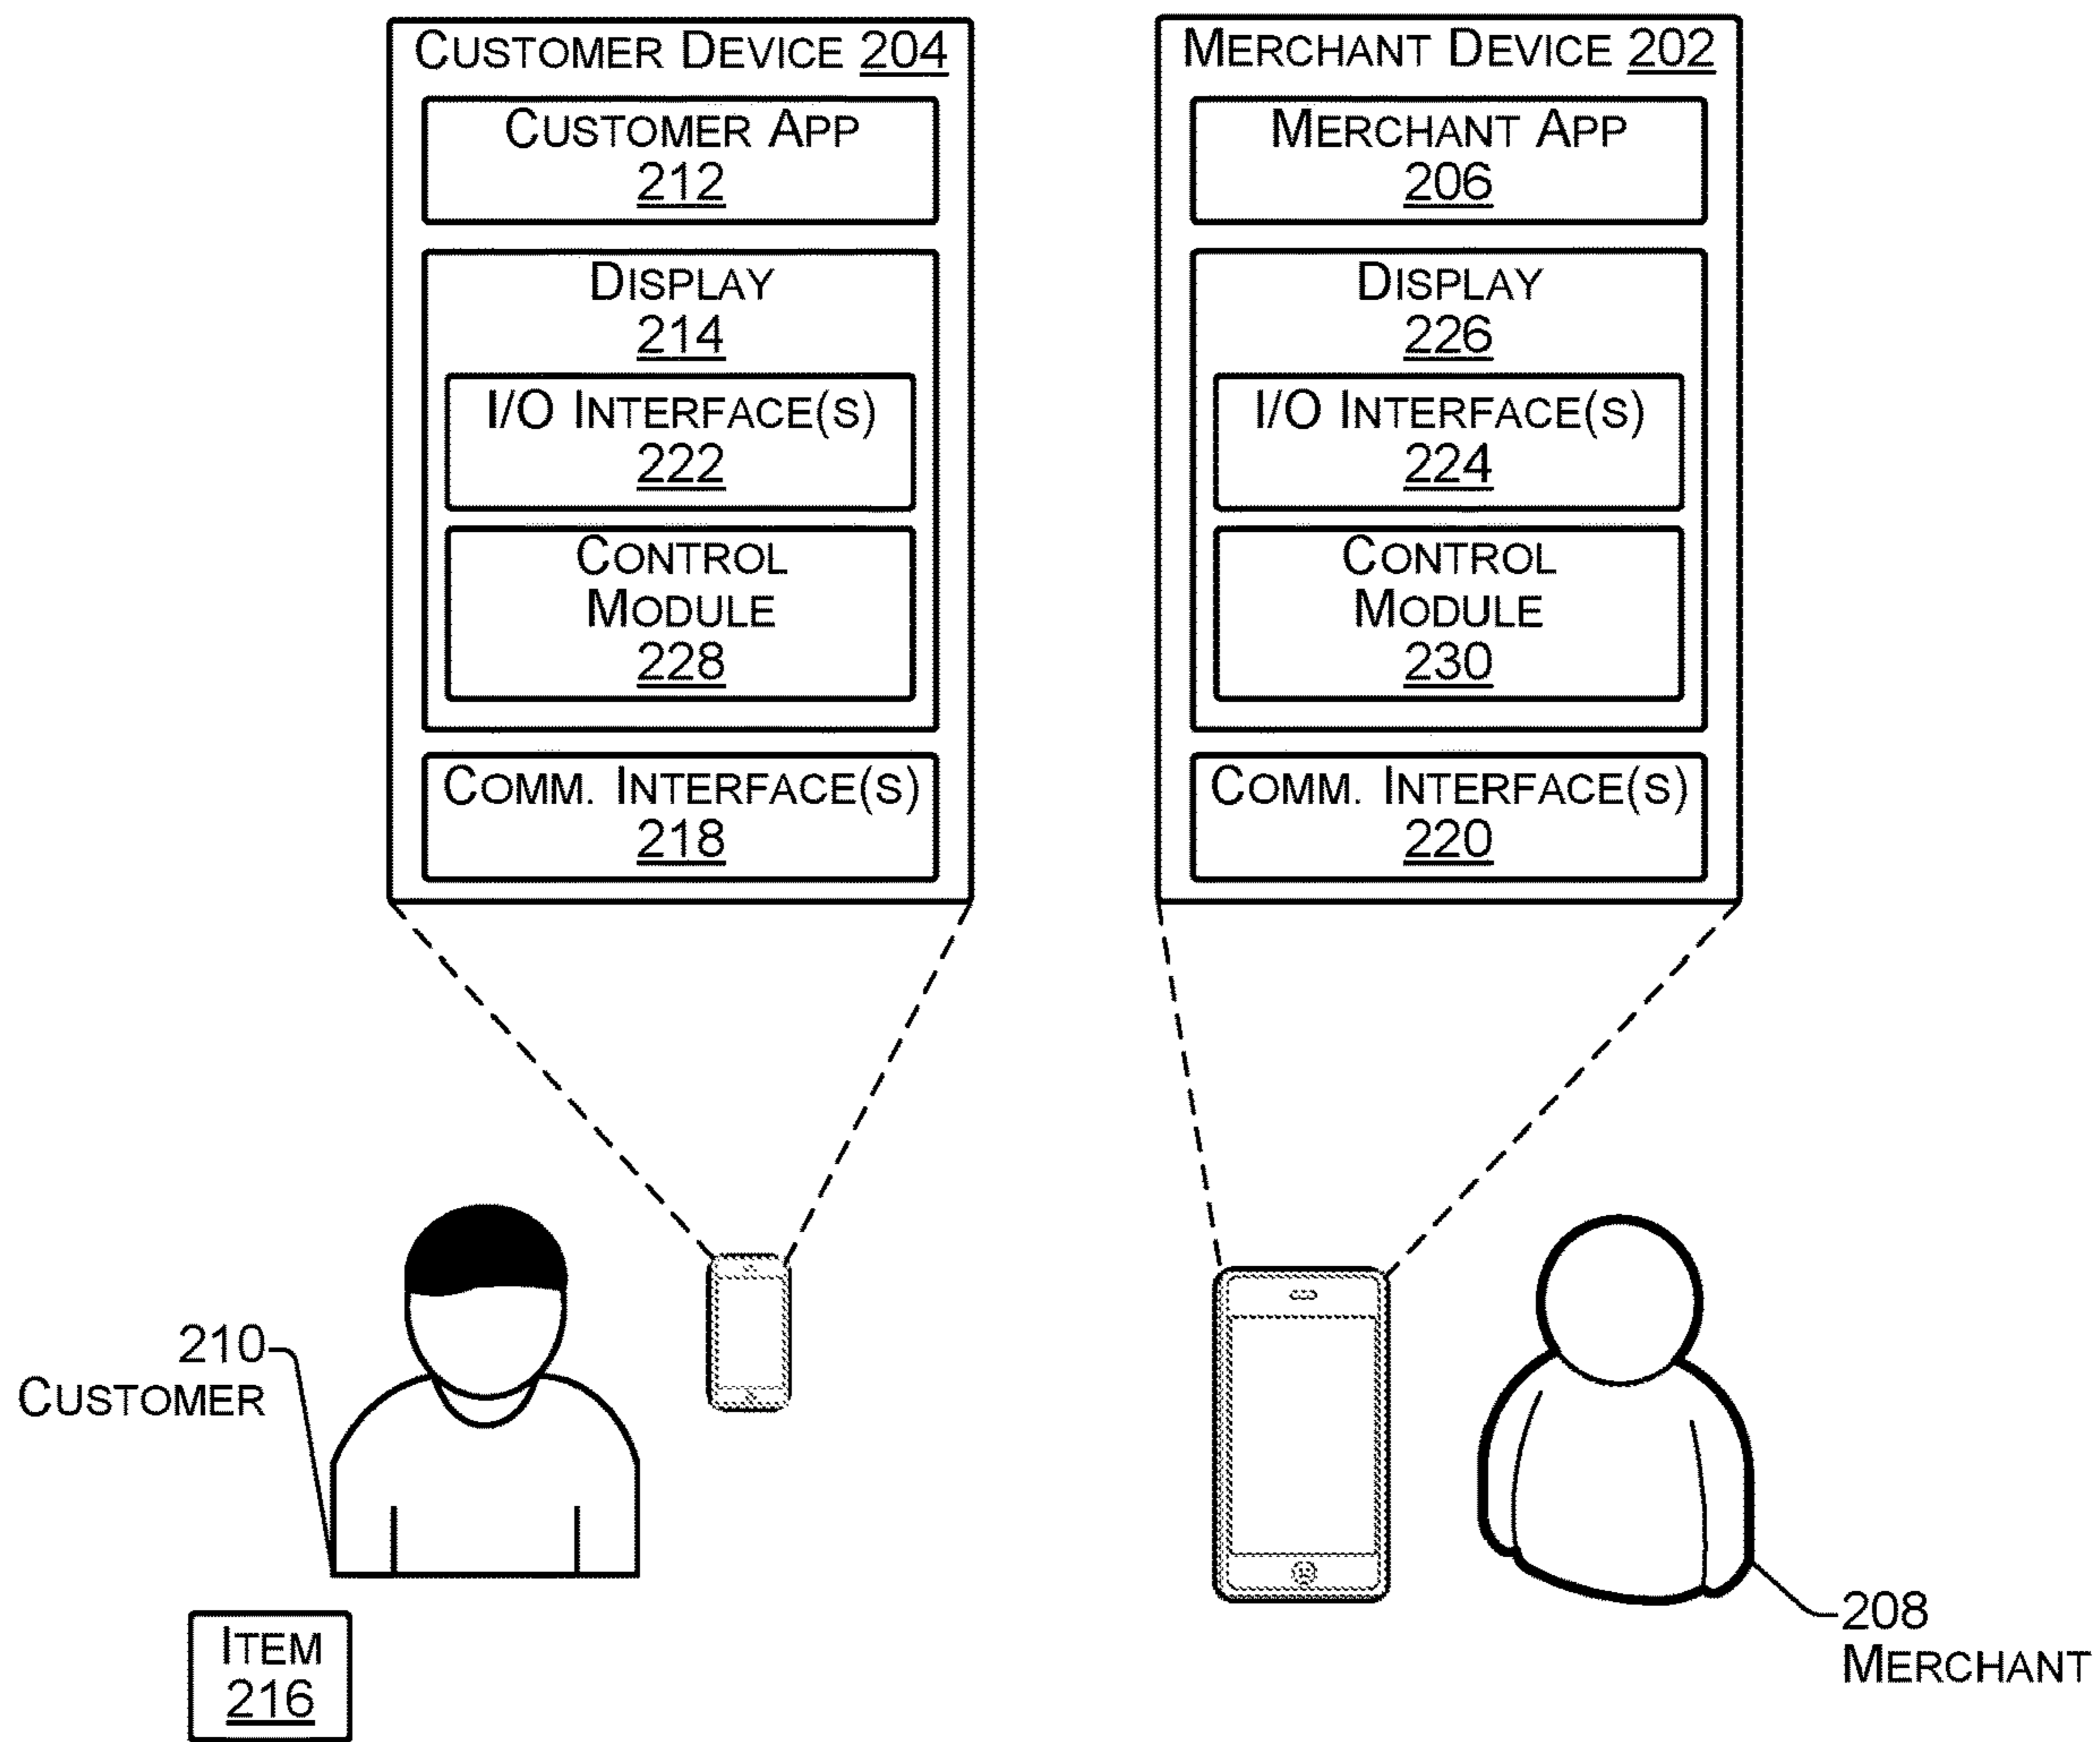 CUSTOMER DEVICE 204
CUSTOMER APP
212
DISPLAY
214
I/O INTERFACE(S)
222
CONTROL
MODULE
228
COMM. INTERFACE(S)
218
MERCHANT DEVICE 202
MERCHANT APP
206
DISPLAY
226
I/O INTERFACE(S)
224
CONTROL
MODULE
230
COMM. INTERFACE(S)
220
210
CUSTOMER
ITEM
216
208
MERCHANT